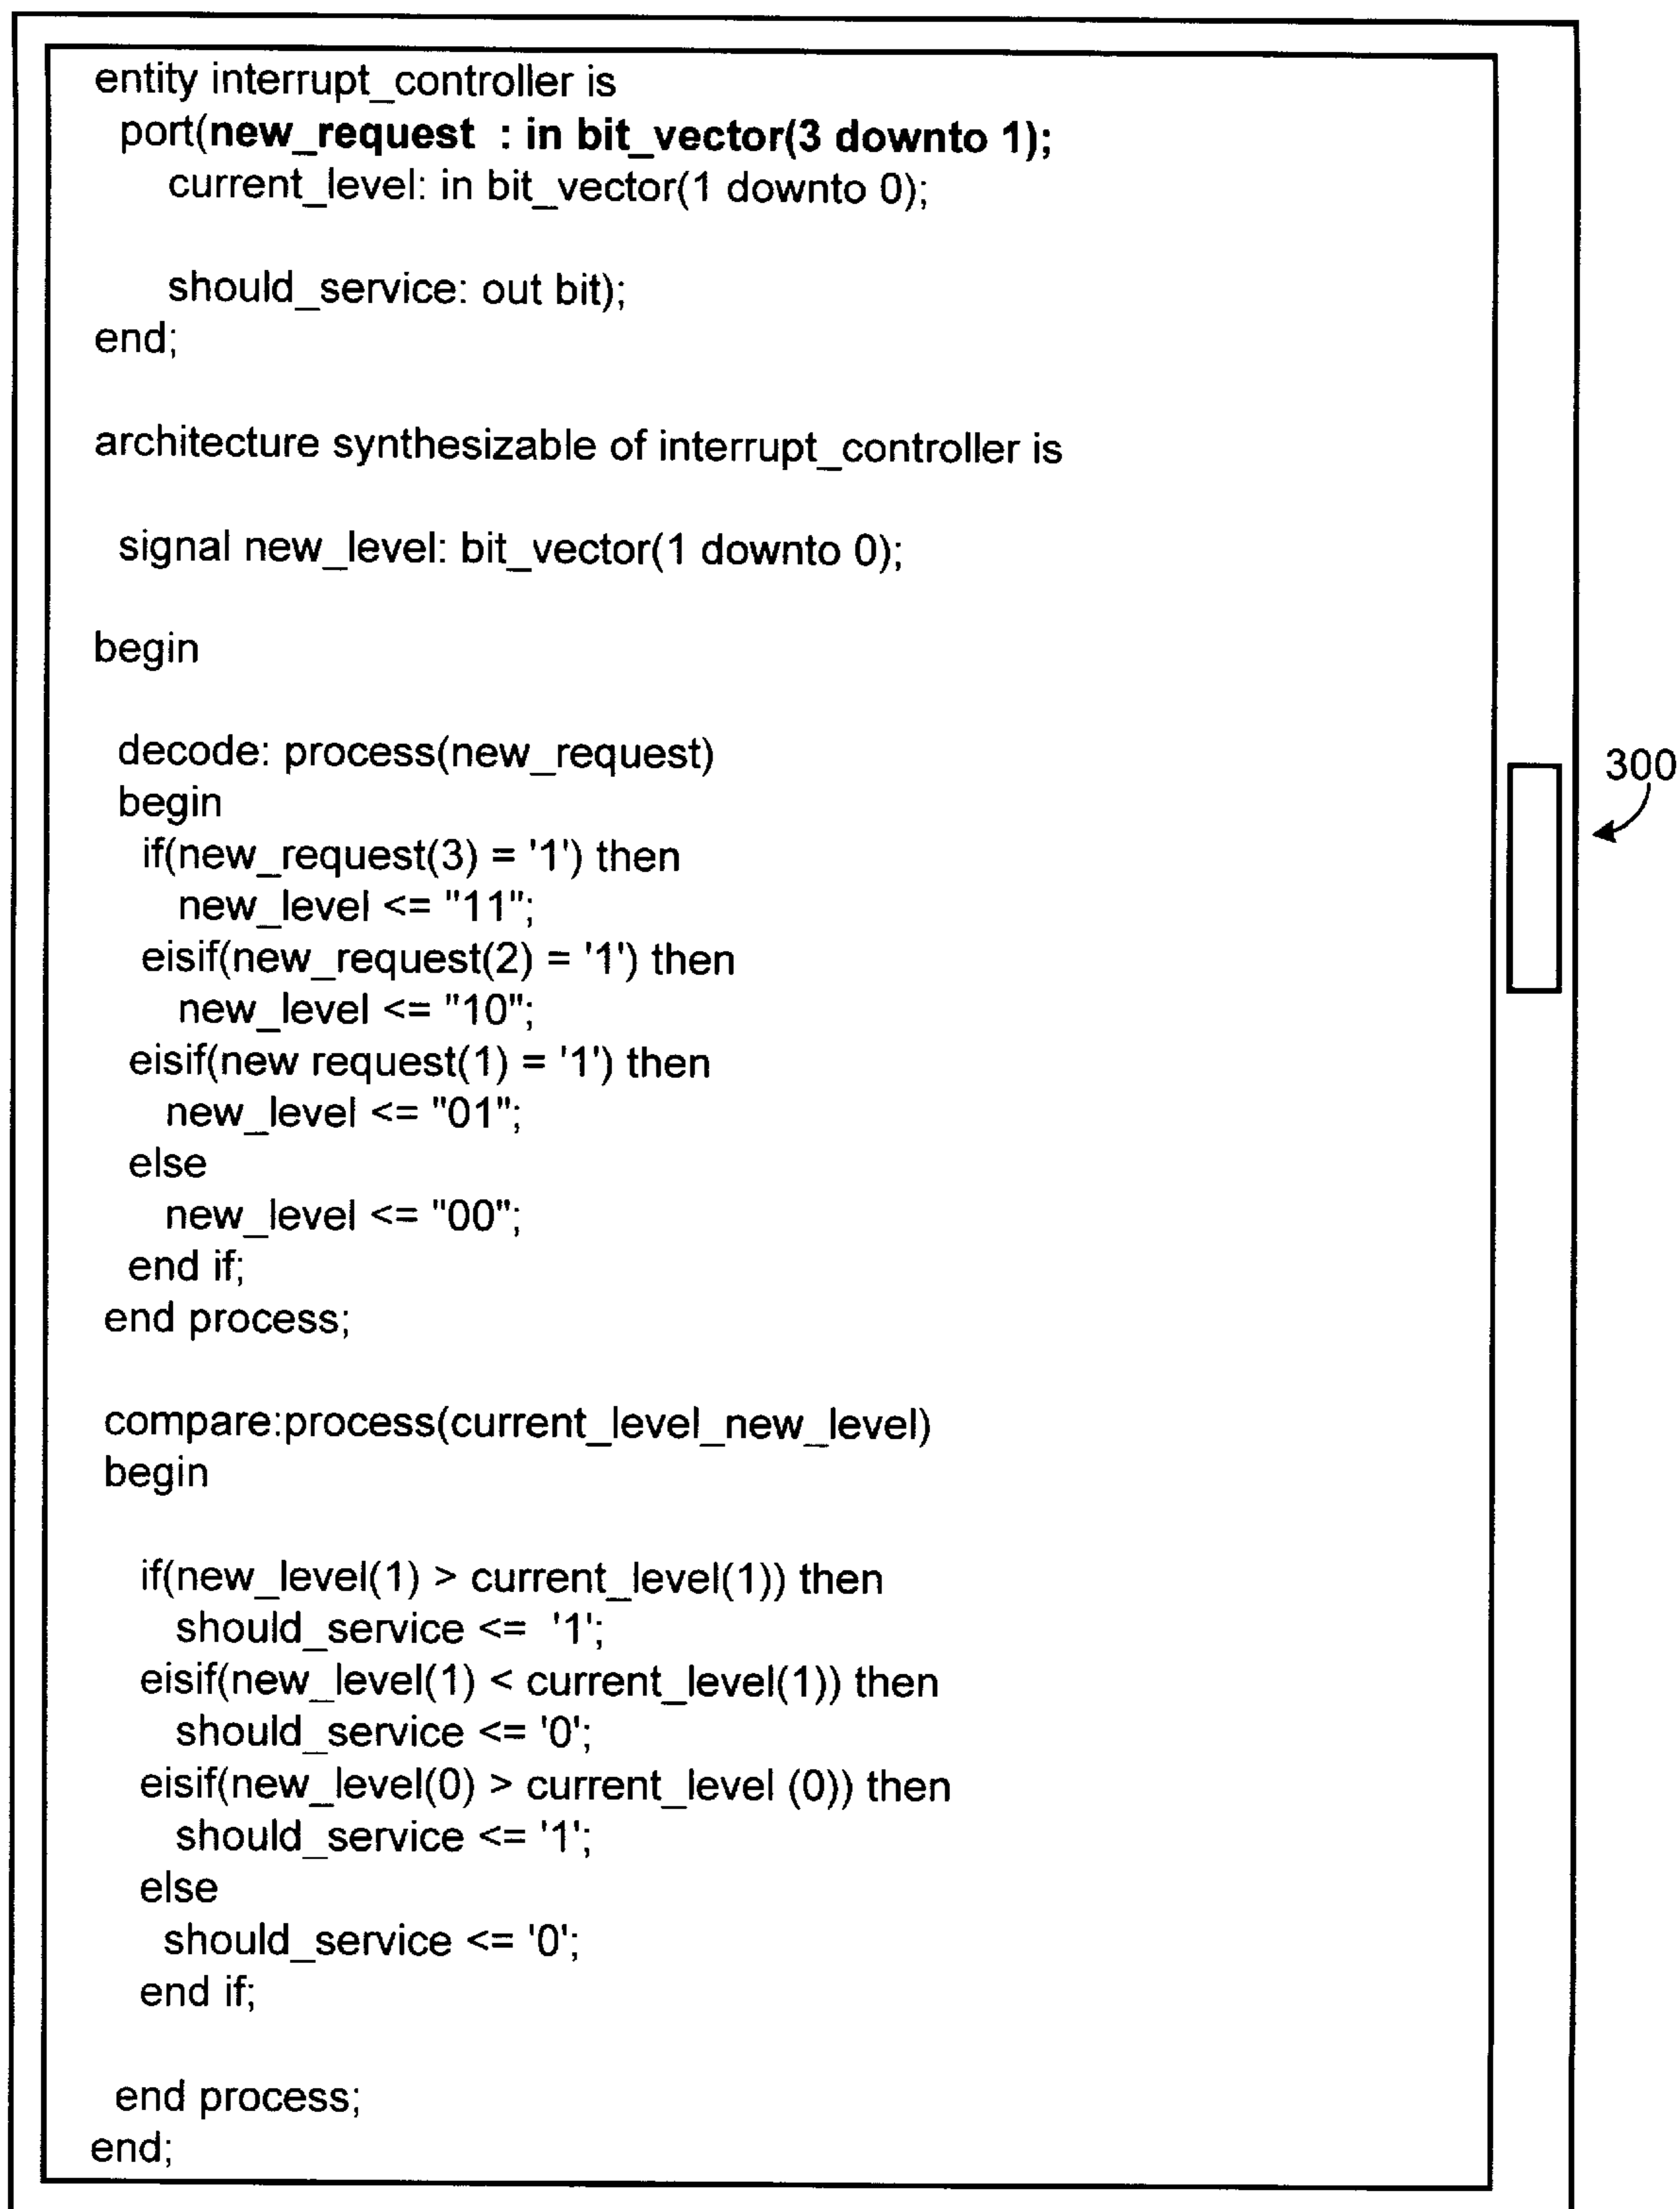 entity interrupt_controller is
port(new_request : in bit_vector(3 downto 1);
current_level: in bit_vector(1 downto 0);
should_service: out bit);
end;
architecture synthesizable of interrupt_controller is
signal new_level: bit_vector(1 downto 0);
begin
decode: process(new_request)
begin
if(new_request(3) = '1') then
new_level <= "11";
eisif(new_request(2) = '1') then
new_level <= "10";
eisif(new request(1) = '1') then
new_level <= "01";
else
new_level <= "00";
end if;
end process;
compare:process(current_level_new_level)
begin
if(new_level(1) > current_level(1)) then
should_service <= '1';
eisif(new_level(1) < current_level(1)) then
should_service <= '0';
eisif(new_level(0) > current_level (0)) then
should_service <= '1';
else
should_service <= '0';
end if;
end process;
end;
300